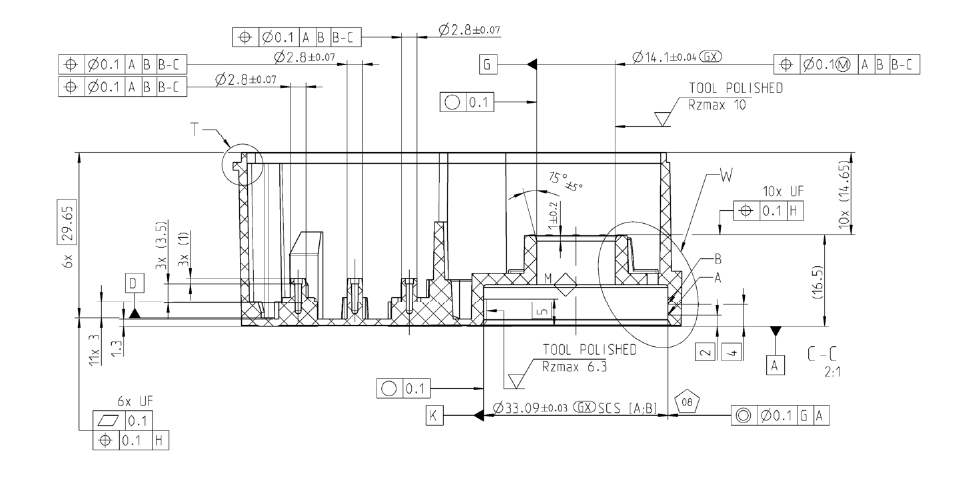 ⌖ Ø0.1 A B B-C
Ø2.8±0.07
⌖ Ø0.1 A B B-C
Ø2.8±0.07
⌖ Ø0.1 A B B-C
Ø2.8±0.07
G
Ø14.1±0.04 GX
⌖ Ø0.1Ⓜ A B B-C
○ 0.1
TOOL POLISHED
Rzmax 10
T
15° ±5°
1±0.2
W
10x UF
⌖ 0.1 H
10x (14.65)
6x 29.65
3x (3.5)
3x (1)
D
M
B
A
(16.5)
11x 3
1.3
5
2
4
A
C-C
2:1
TOOL POLISHED
Rzmax 6.3
○ 0.1
6x UF
⏥ 0.1
⌖ 0.1 H
K
Ø33.09±0.03 GX SCS [A;B]
08
◎ Ø0.1 G A